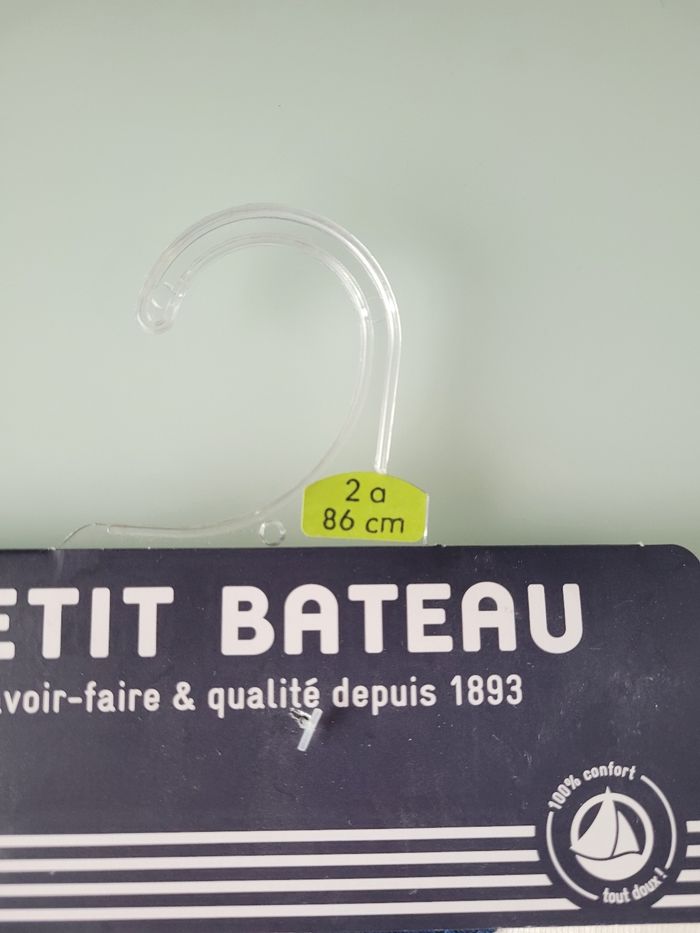 2 a
86 cm
ETIT BATEAU
voir-faire & qualité depuis 1893
100% confort
tout doux !